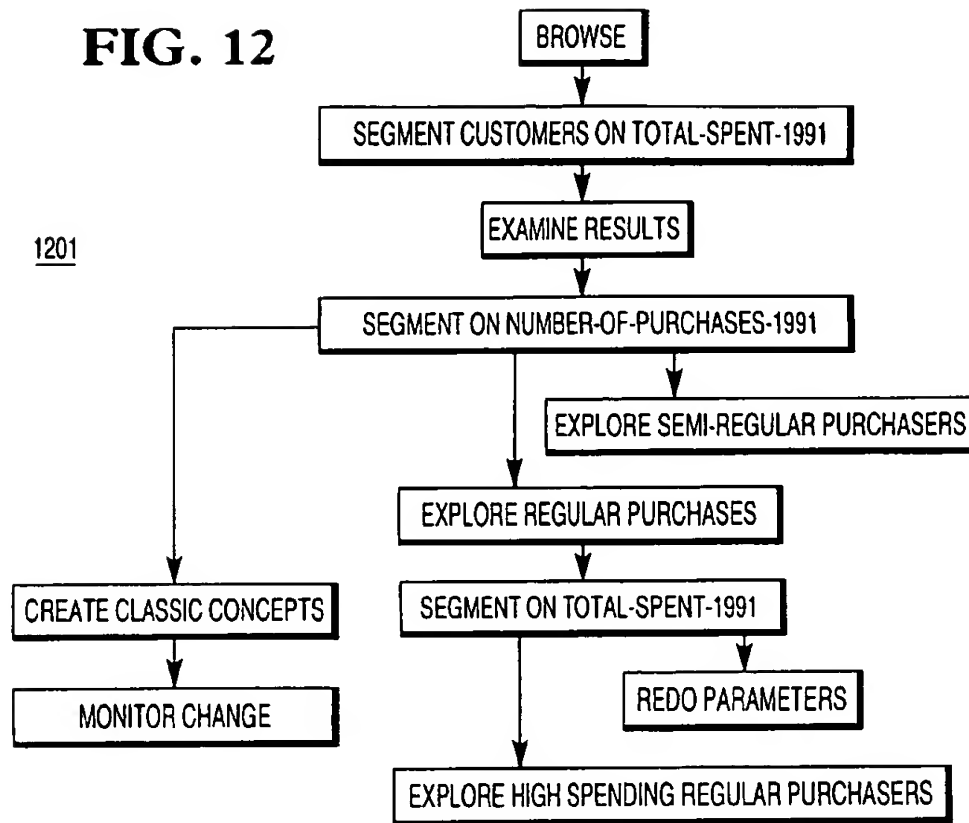 FIG. 12
BROWSE
SEGMENT CUSTOMERS ON TOTAL-SPENT-1991
EXAMINE RESULTS
1201
SEGMENT ON NUMBER-OF-PURCHASES-1991
EXPLORE SEMI-REGULAR PURCHASERS
EXPLORE REGULAR PURCHASES
CREATE CLASSIC CONCEPTS
SEGMENT ON TOTAL-SPENT-1991
MONITOR CHANGE
REDO PARAMETERS
EXPLORE HIGH SPENDING REGULAR PURCHASERS